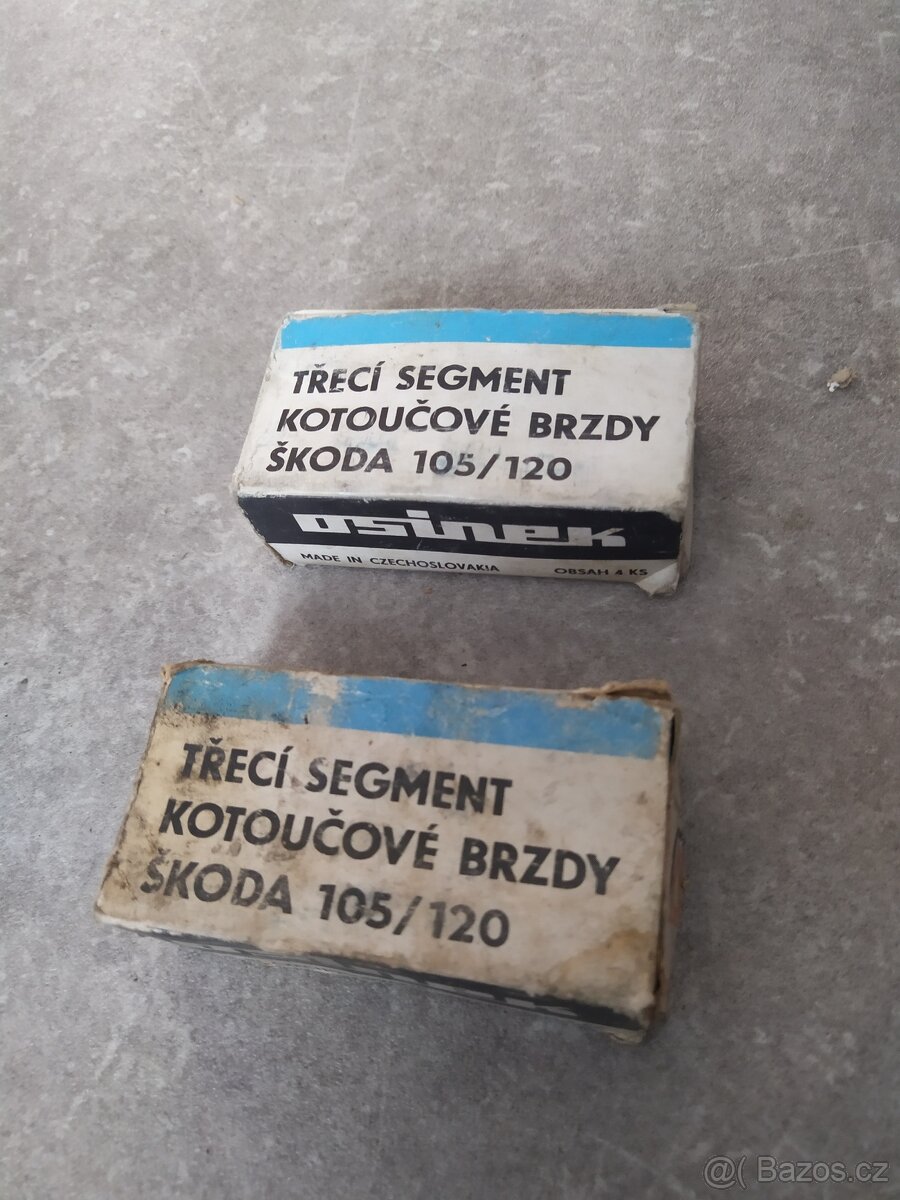 TŘECÍ SEGMENT
KOTOUČOVÉ BRZDY
ŠKODA 105/120
osinek
MADE IN CZECHOSLOVAKIA OBSAH 4 KS
TŘECÍ SEGMENT
KOTOUČOVÉ BRZDY
ŠKODA 105/120
@( Bazos.cz